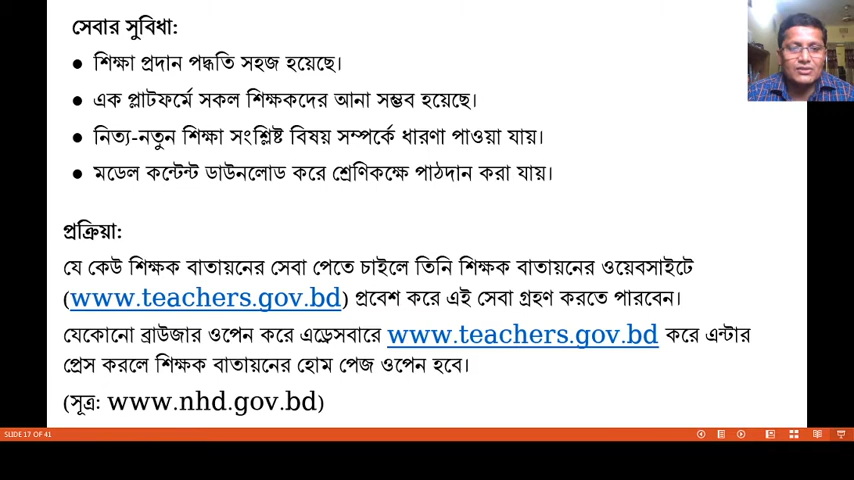 সেবার সুবিধা:
● শিক্ষা প্রদান পদ্ধতি সহজ হয়েছে।
● এক প্লাটফর্মে সকল শিক্ষকদের আনা সম্ভব হয়েছে।
● নিত্য-নতুন শিক্ষা সংশ্লিষ্ট বিষয় সম্পর্কে ধারণা পাওয়া যায়।
● মডেল কন্টেন্ট ডাউনলোড করে শ্রেণিকক্ষে পাঠদান করা যায়।
প্রক্রিয়া:
যে কেউ শিক্ষক বাতায়নের সেবা পেতে চাইলে তিনি শিক্ষক বাতায়নের ওয়েবসাইটে
(www.teachers.gov.bd) প্রবেশ করে এই সেবা গ্রহণ করতে পারবেন।
যেকোনো ব্রাউজার ওপেন করে এড্রেসবারে www.teachers.gov.bd করে এন্টার
প্রেস করলে শিক্ষক বাতায়নের হোম পেজ ওপেন হবে।
(সূত্র: www.nhd.gov.bd)
SLIDE 17 OF 41